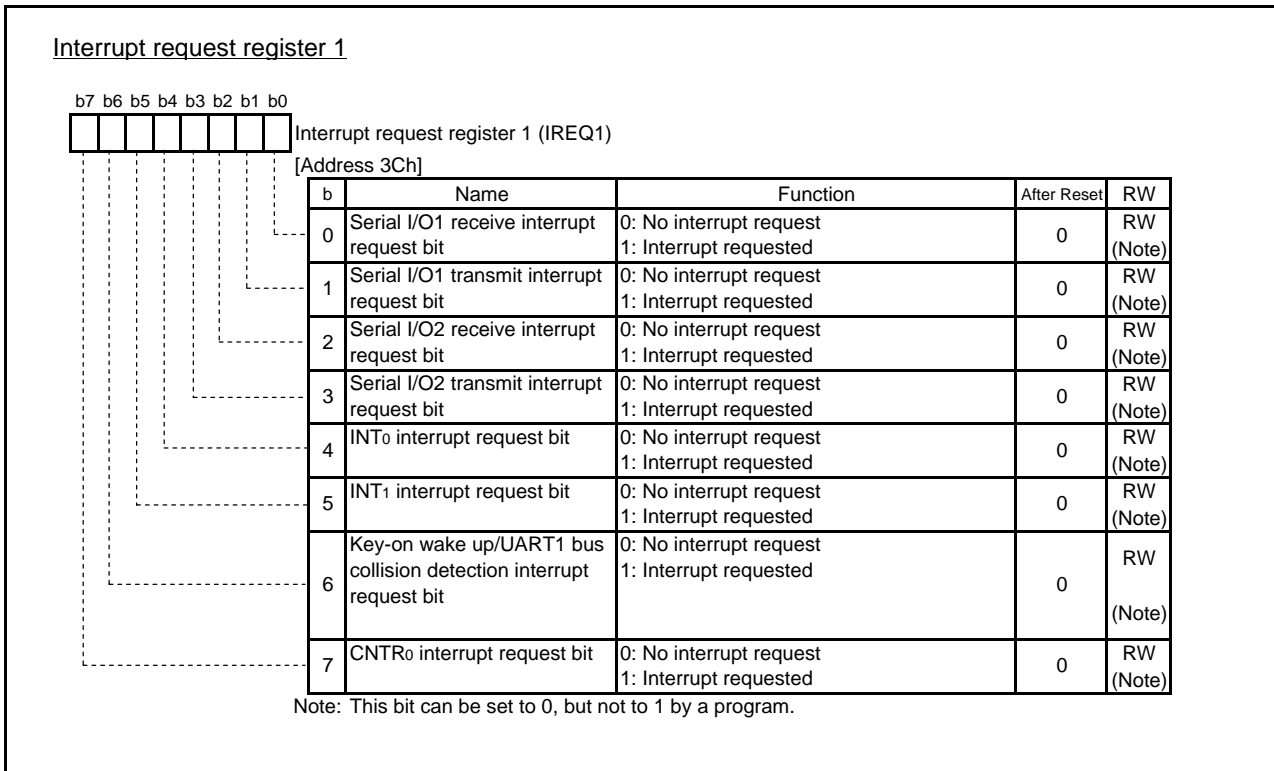 Interrupt request register 1
b7 b6 b5 b4 b3 b2 b1 b0
Interrupt request register 1 (IREQ1)
[Address 3Ch]
b Name Function After Reset RW
0 Serial I/O1 receive interrupt request bit 0: No interrupt request 1: Interrupt requested 0 RW (Note)
1 Serial I/O1 transmit interrupt request bit 0: No interrupt request 1: Interrupt requested 0 RW (Note)
2 Serial I/O2 receive interrupt request bit 0: No interrupt request 1: Interrupt requested 0 RW (Note)
3 Serial I/O2 transmit interrupt request bit 0: No interrupt request 1: Interrupt requested 0 RW (Note)
4 INT0 interrupt request bit 0: No interrupt request 1: Interrupt requested 0 RW (Note)
5 INT1 interrupt request bit 0: No interrupt request 1: Interrupt requested 0 RW (Note)
6 Key-on wake up/UART1 bus collision detection interrupt request bit 0: No interrupt request 1: Interrupt requested 0 RW (Note)
7 CNTR0 interrupt request bit 0: No interrupt request 1: Interrupt requested 0 RW (Note)
Note: This bit can be set to 0, but not to 1 by a program.